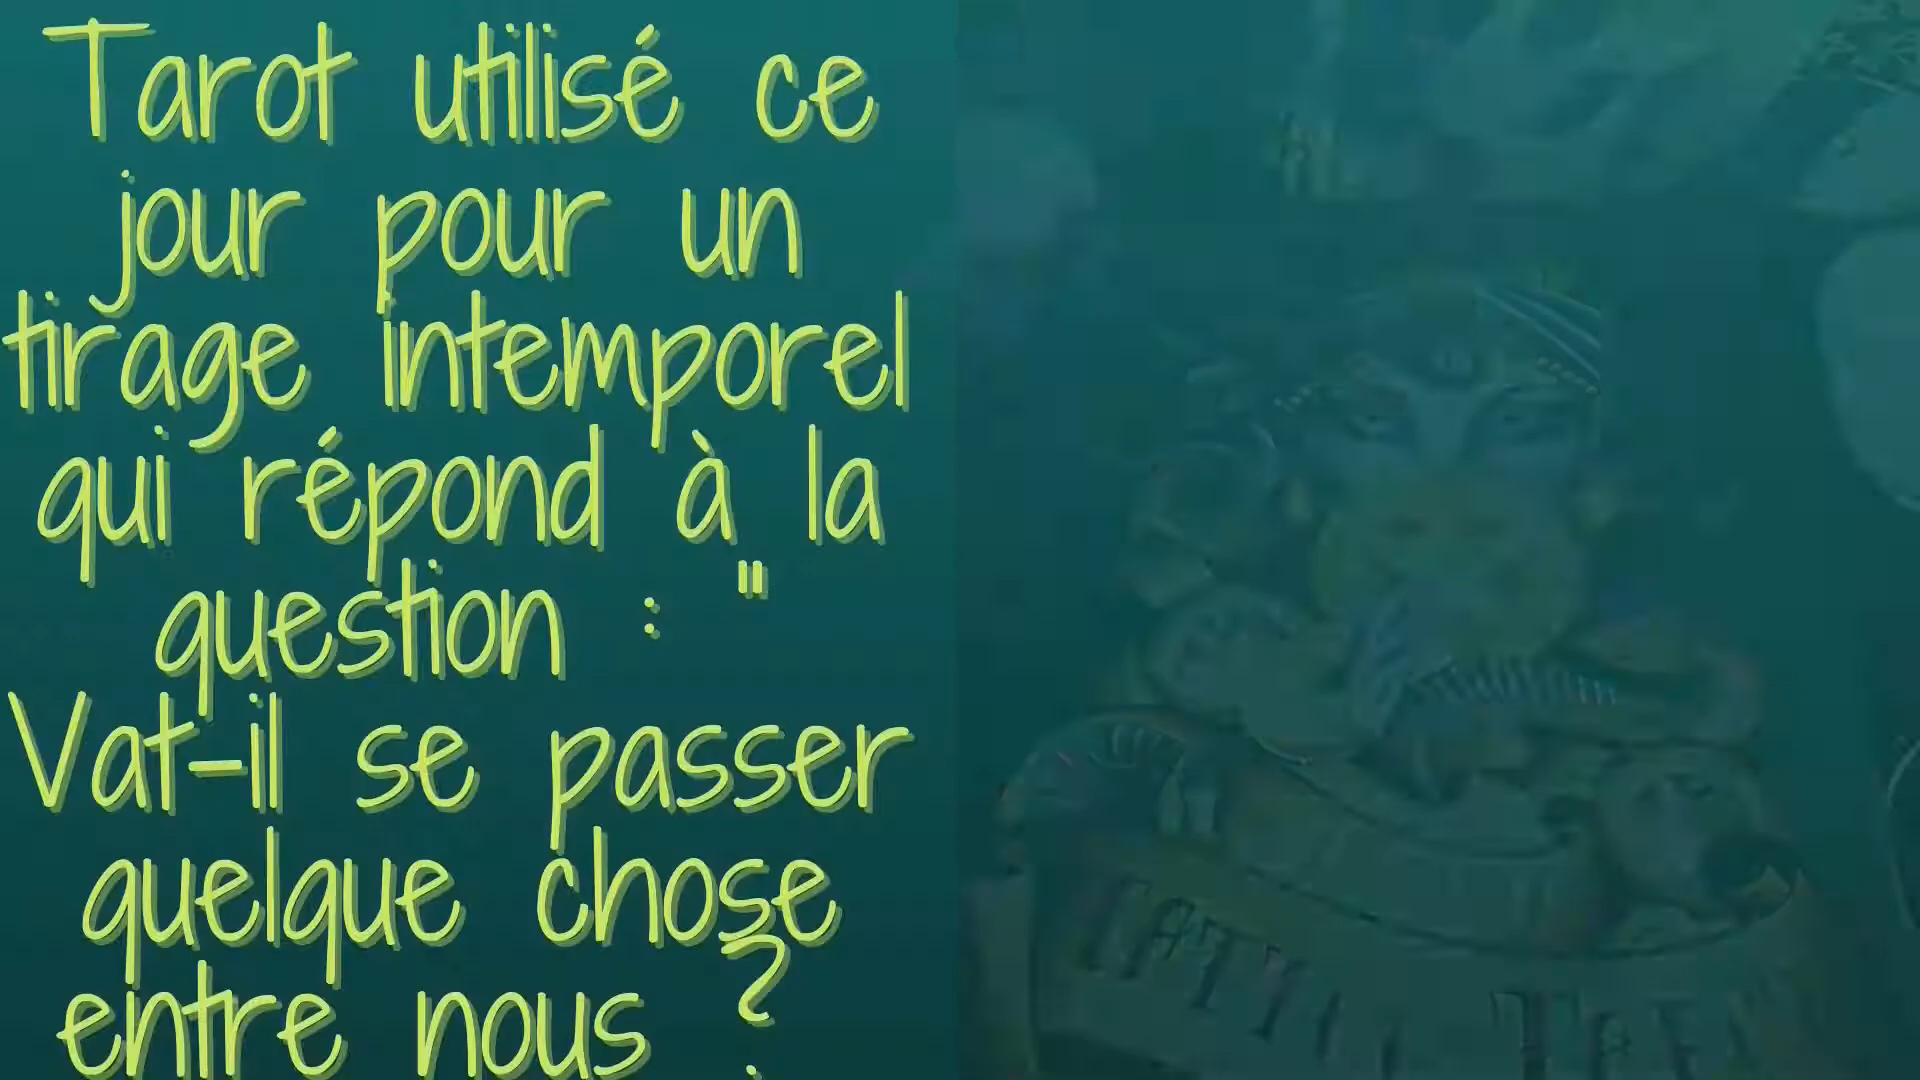 Tarot utilisé ce
jour pour un
tirage intemporel
qui répond à la
question : "
Vat-il se passer
quelque chose
entre nous ?